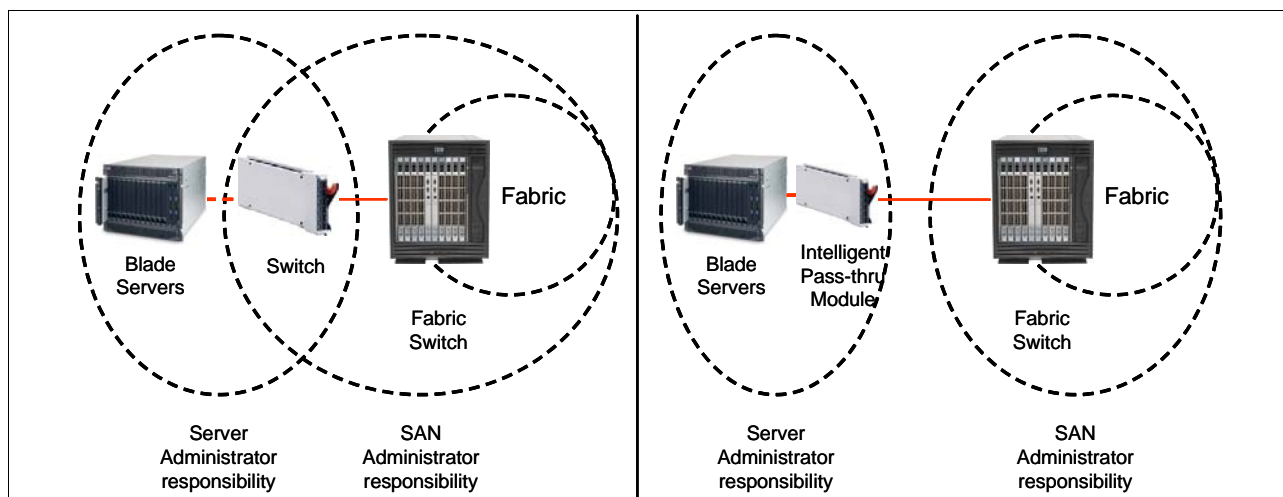 Blade
Servers
Switch
Fabric
Fabric
Switch
Server
Administrator
responsibility
SAN
Administrator
responsibility
Blade
Servers
Intelligent
Pass-thru
Module
Fabric
Fabric
Switch
Server
Administrator
responsibility
SAN
Administrator
responsibility